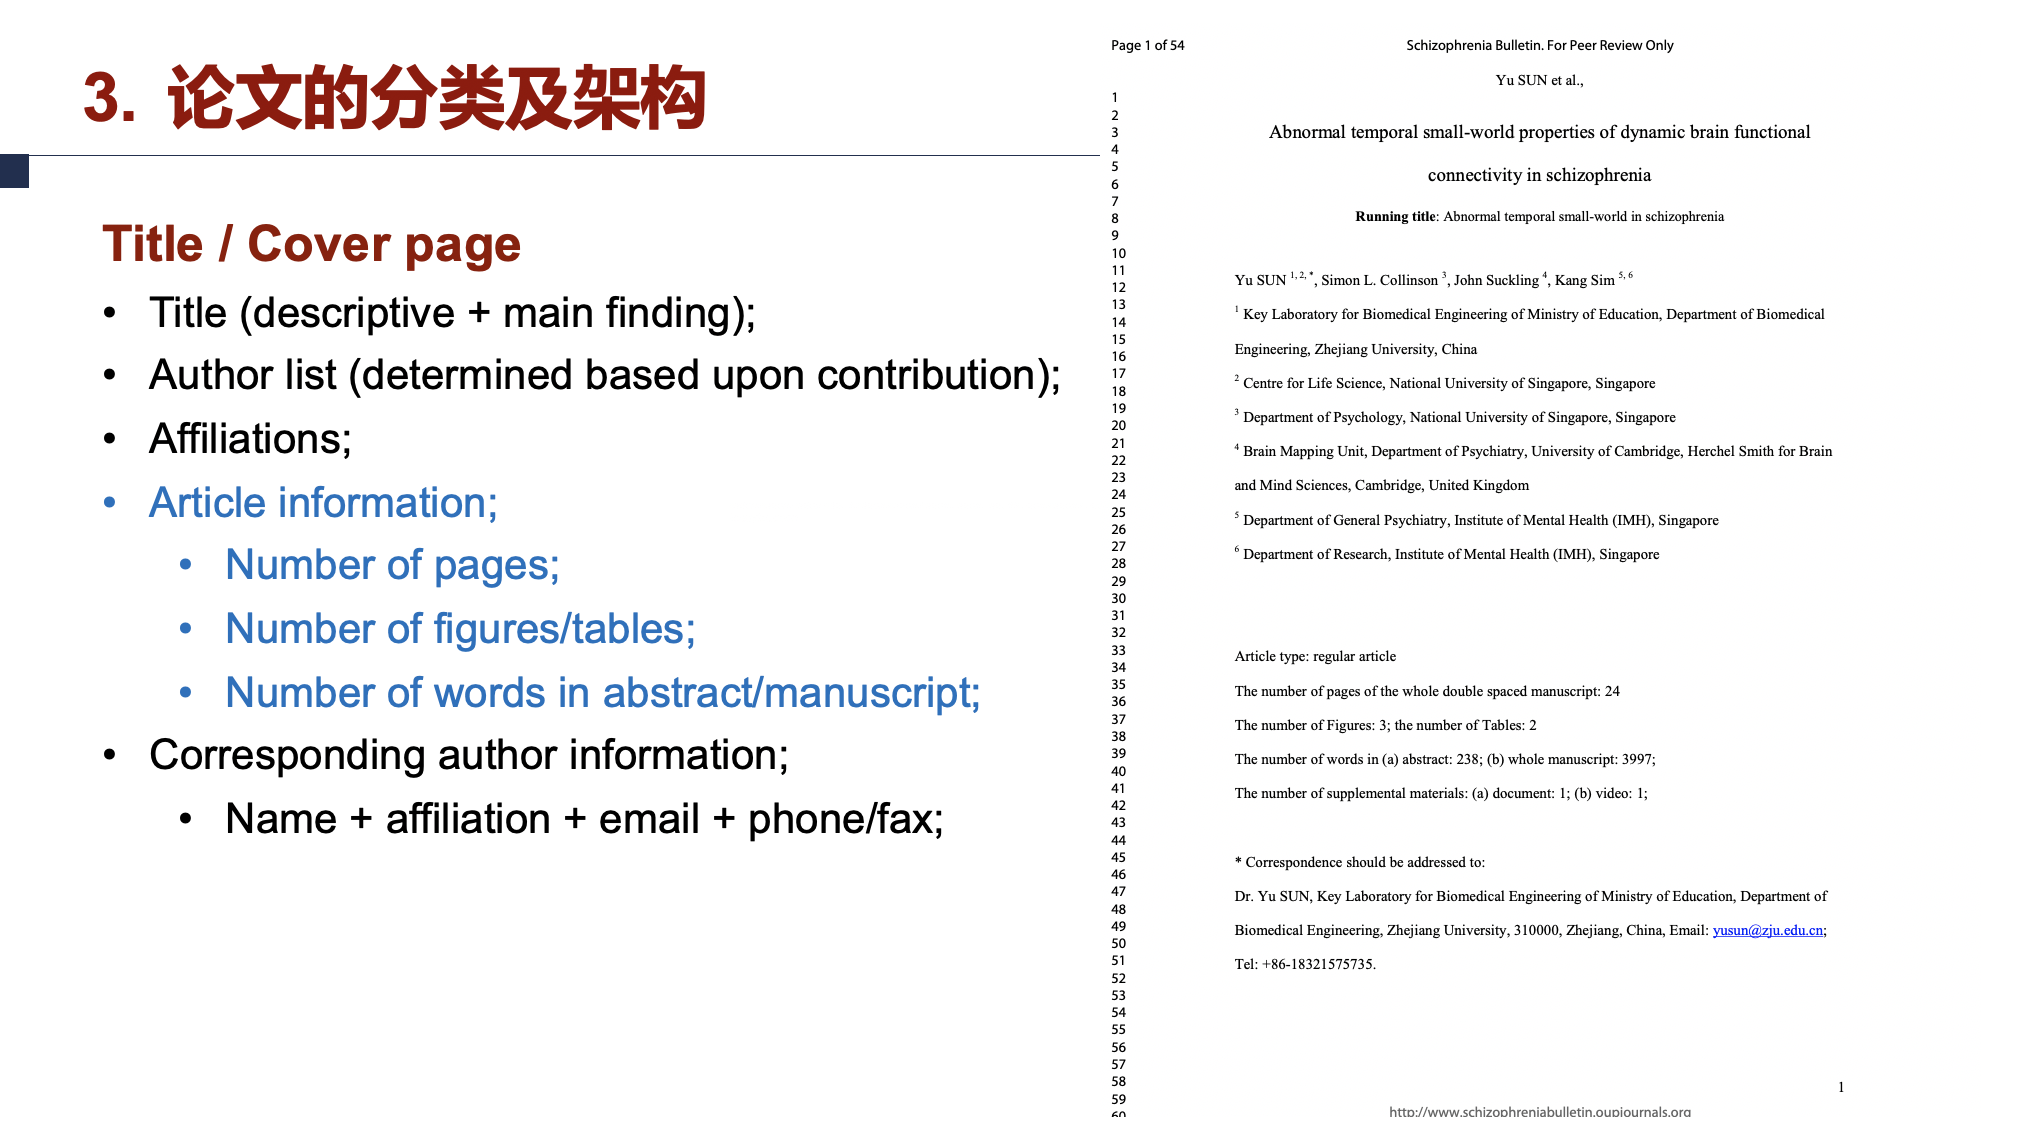 3. 论文的分类及架构
Title / Cover page
• Title (descriptive + main finding);
• Author list (determined based upon contribution);
• Affiliations;
• Article information;
• Number of pages;
• Number of figures/tables;
• Number of words in abstract/manuscript;
• Corresponding author information;
• Name + affiliation + email + phone/fax;
Page 1 of 54
Schizophrenia Bulletin. For Peer Review Only
Yu SUN et al.,
1
2
3
4
5
6
7
8
9
10
11
12
13
14
15
16
17
18
19
20
21
22
23
24
25
26
27
28
29
30
31
32
33
34
35
36
37
38
39
40
41
42
43
44
45
46
47
48
49
50
51
52
53
54
55
56
57
58
59
60
Abnormal temporal small-world properties of dynamic brain functional
connectivity in schizophrenia
Running title: Abnormal temporal small-world in schizophrenia
Yu SUN 1, 2, *, Simon L. Collinson 3, John Suckling 4, Kang Sim 5, 6
1 Key Laboratory for Biomedical Engineering of Ministry of Education, Department of Biomedical
Engineering, Zhejiang University, China
2 Centre for Life Science, National University of Singapore, Singapore
3 Department of Psychology, National University of Singapore, Singapore
4 Brain Mapping Unit, Department of Psychiatry, University of Cambridge, Herchel Smith for Brain
and Mind Sciences, Cambridge, United Kingdom
5 Department of General Psychiatry, Institute of Mental Health (IMH), Singapore
6 Department of Research, Institute of Mental Health (IMH), Singapore
Article type: regular article
The number of pages of the whole double spaced manuscript: 24
The number of Figures: 3; the number of Tables: 2
The number of words in (a) abstract: 238; (b) whole manuscript: 3997;
The number of supplemental materials: (a) document: 1; (b) video: 1;
* Correspondence should be addressed to:
Dr. Yu SUN, Key Laboratory for Biomedical Engineering of Ministry of Education, Department of
Biomedical Engineering, Zhejiang University, 310000, Zhejiang, China, Email: yusun@zju.edu.cn;
Tel: +86-18321575735.
1
http://www.schizophreniabulletin.oupjournals.org